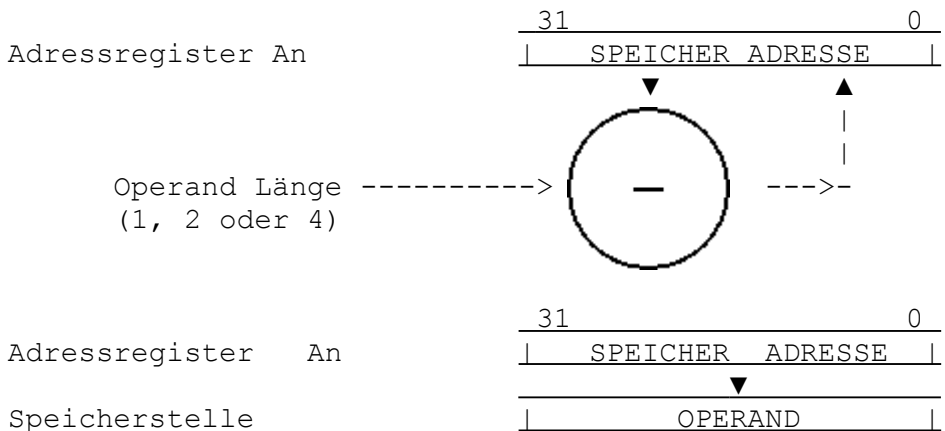 31 0
Adressregister An | SPEICHER ADRESSE |
▼ ▲
|
|
Operand Länge ----------> − --->-
(1, 2 oder 4)
31 0
Adressregister An | SPEICHER ADRESSE |
▼
Speicherstelle | OPERAND |